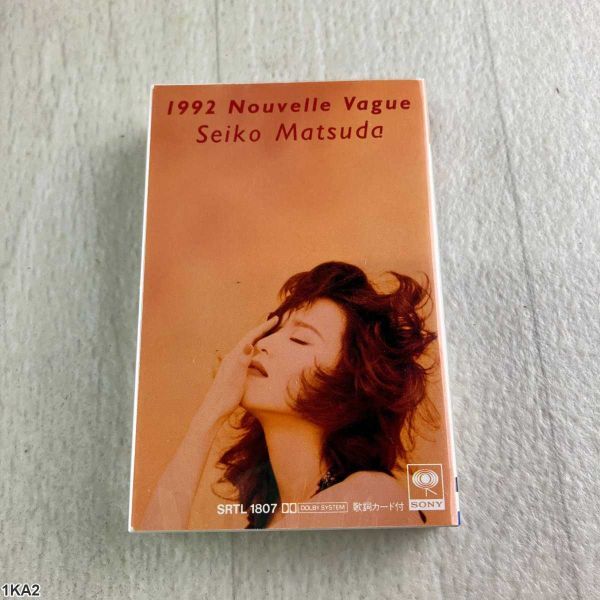 1992 Nouvelle Vague
Seiko Matsuda
SRTL 1807 DOLBY SYSTEM 歌詞カード付
SONY
1KA2